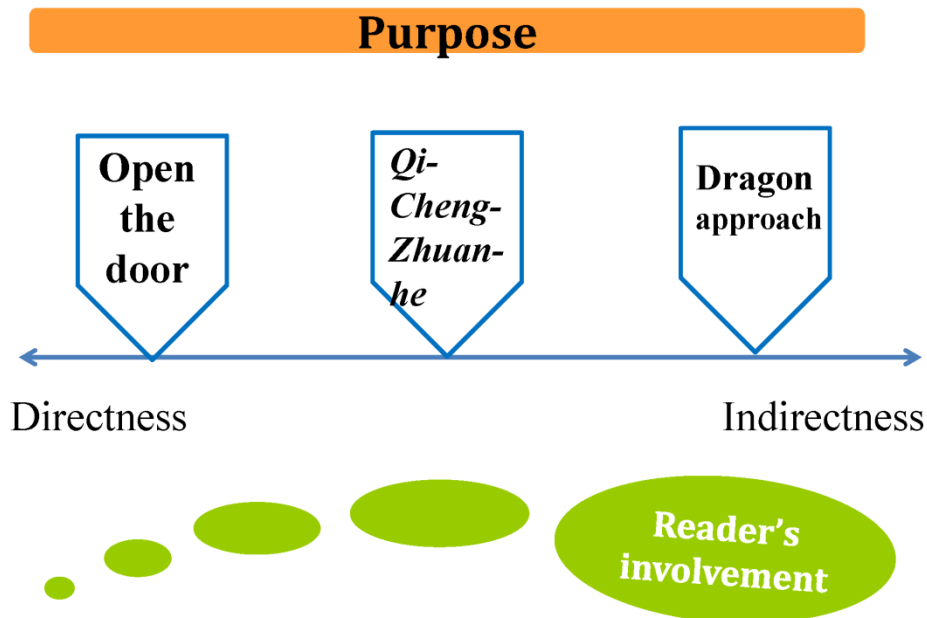 Purpose
Open
the
door
Qi-
Cheng-
Zhuan-
he
Dragon
approach
Directness
Indirectness
Reader’s
involvement